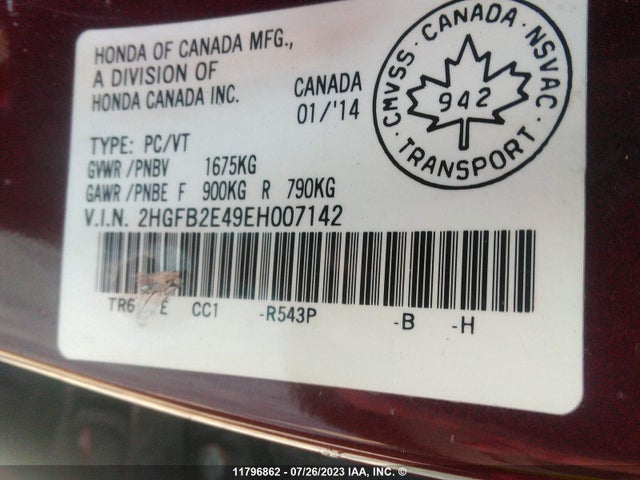 HONDA OF CANADA MFG.,
A DIVISION OF
HONDA CANADA INC.
CANADA
01/'14
CMVSS · CANADA · NSVAC · TRANSPORT ·
942
TYPE: PC/VT
GVWR /PNBV 1675KG
GAWR /PNBE F 900KG R 790KG
V.I.N. 2HGFB2E49EH007142
TR6 E CC1 -R543P -B -H
11796862 - 07/26/2023 IAA, INC. ©